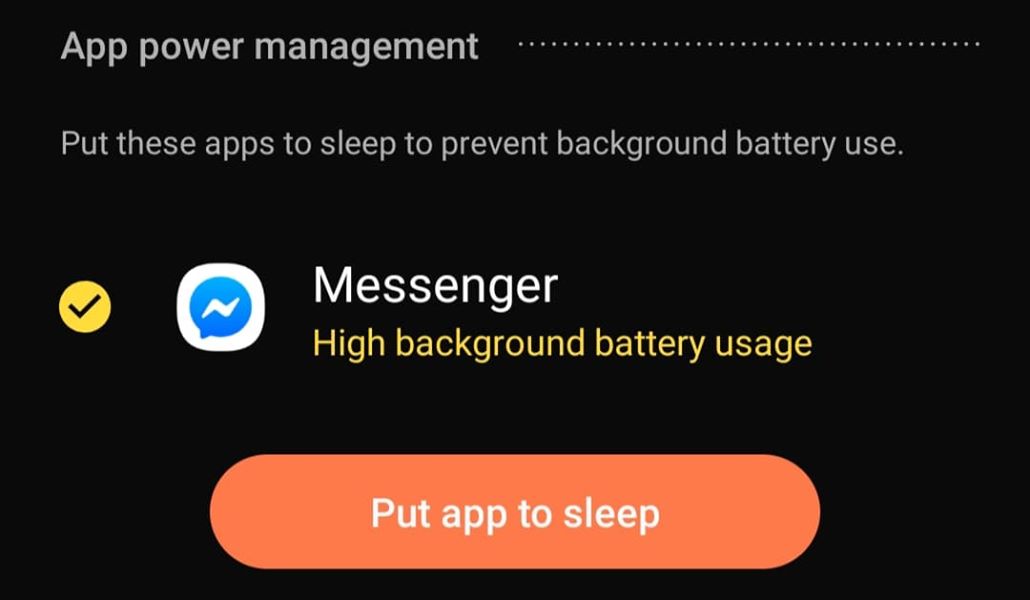 App power management
Put these apps to sleep to prevent background battery use.
Messenger
High background battery usage
Put app to sleep